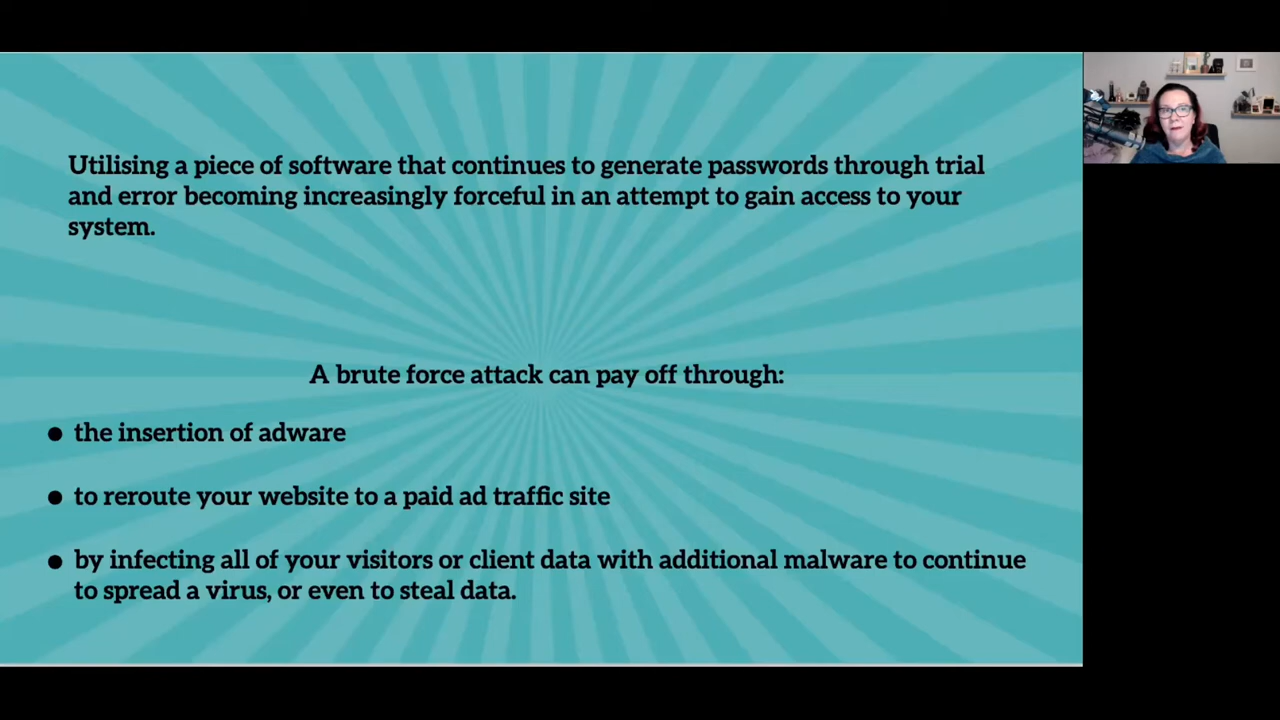 Utilising a piece of software that continues to generate passwords through trial
and error becoming increasingly forceful in an attempt to gain access to your
system.
A brute force attack can pay off through:
● the insertion of adware
● to reroute your website to a paid ad traffic site
● by infecting all of your visitors or client data with additional malware to continue
to spread a virus, or even to steal data.